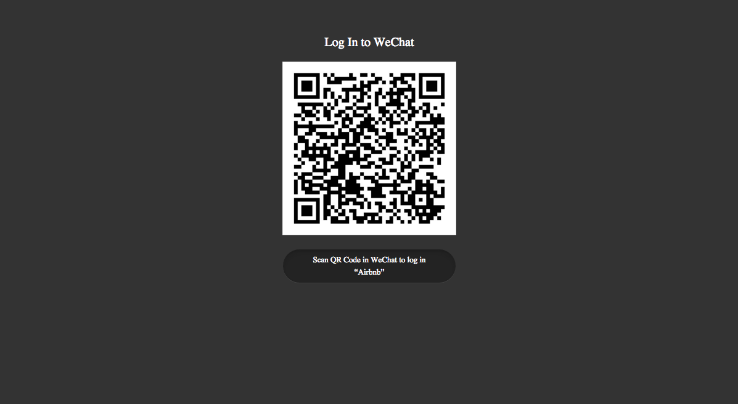 Log In to WeChat
Scan QR Code in WeChat to log in
"Airbnb"